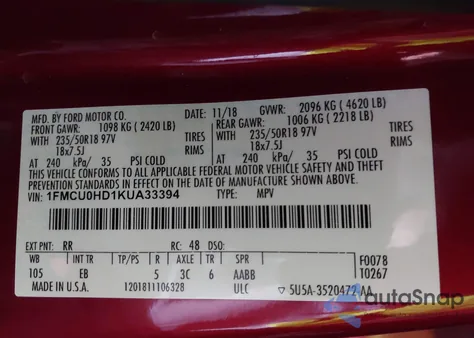 MFD. BY FORD MOTOR CO. 11/18 GVWR: 2096 KG ( 4620 LB)
FRONT GAWR: 1098 KG ( 2420 LB) REAR GAWR: 1006 KG ( 2218 LB)
WITH 235/50R18 97V TIRES WITH 235/50R18 97V TIRES
18x7.5J RIMS 18x7.5J RIMS
AT 240 kPa/ 35 PSI COLD AT 240 kPa/ 35 PSI COLD
THIS VEHICLE CONFORMS TO ALL APPLICABLE FEDERAL MOTOR VEHICLE SAFETY AND THEFT
PREVENTION STANDARDS IN EFFECT ON THE DATE OF MANUFACTURE SHOWN ABOVE.
VIN: 1FMCU0HD1KUA33394 TYPE: MPV
EXT PNT: RR RC: 48 DSO:
WB INT TR TP/PS R AXLE TR SPR F0078
105 EB 5 3C 6 AABB T0267
MADE IN U.S.A. 1201811106328 ULC 5U5A-3520472-AA
autoSnap